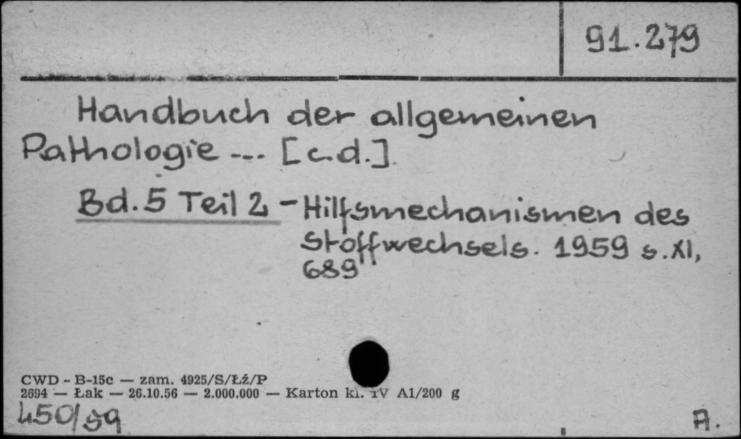 91.279
Handbuch der allgemeinen
Pathologie --- [c.d.].
Bd. 5 Teil 2 - Hilfsmechanismen des
Stoffwechsels. 1959 s. XI,
689
CWD - B-15c — zam. 4925/S/Łż/P
2694 — Łak — 26.10.56 — 2.000.000 — Karton kl. IV A1/200 g
450/59
A.